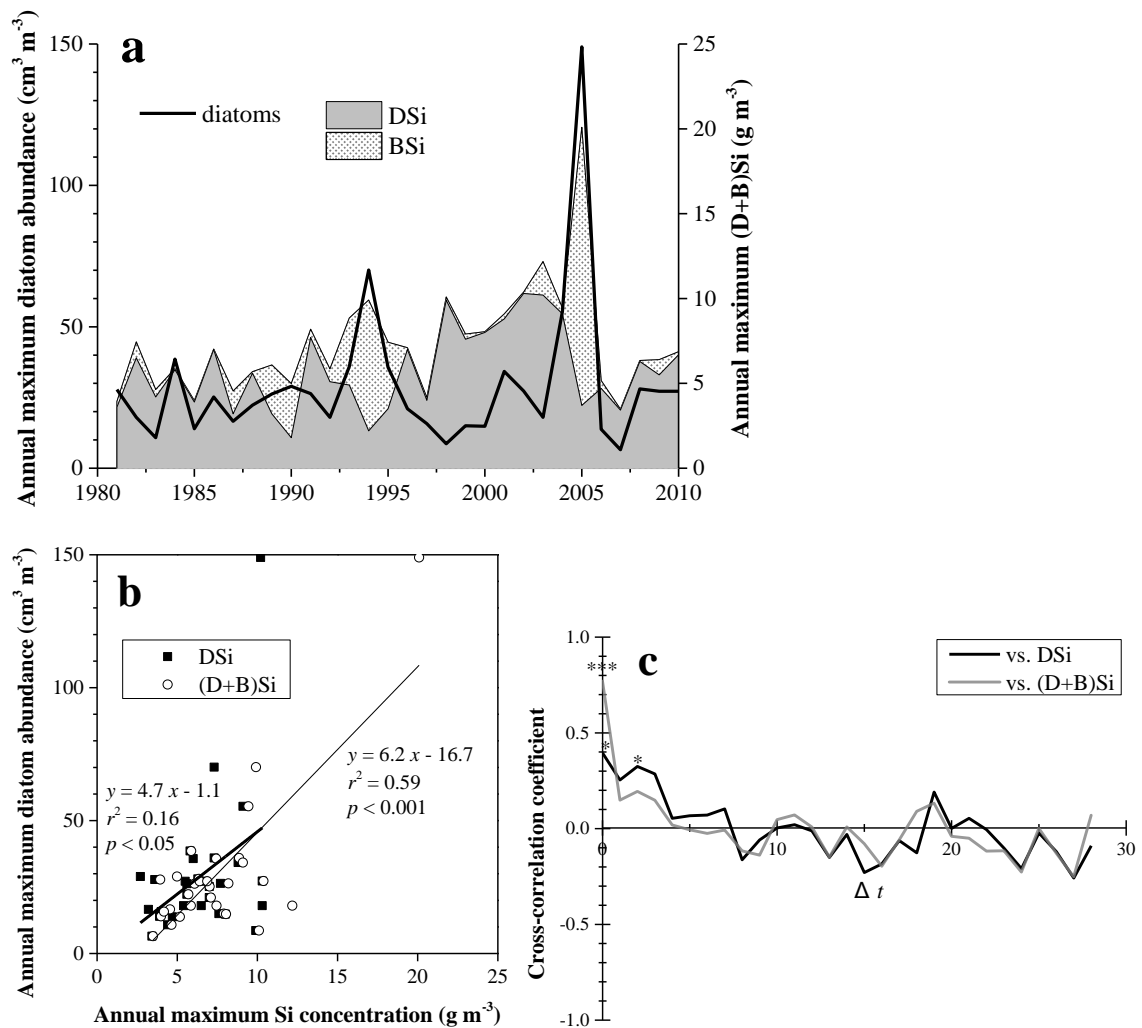 a
150
100
50
0
25
20
15
10
5
0
1980
1985
1990
1995
2000
2005
2010
Annual maximum diatom abundance (cm³ m⁻³)
Annual maximum (D+B)Si (g m⁻³)
diatoms
DSi
BSi
b
150
100
50
0
0
5
10
15
20
25
Annual maximum diatom abundance (cm³ m⁻³)
Annual maximum Si concentration (g m⁻³)
DSi
(D+B)Si
y = 4.7 x - 1.1
r² = 0.16
p < 0.05
y = 6.2 x - 16.7
r² = 0.59
p < 0.001
c
1.0
0.5
0.0
-0.5
-1.0
0
10
20
30
Cross-correlation coefficient
Δ t
vs. DSi
vs. (D+B)Si
***
*
*